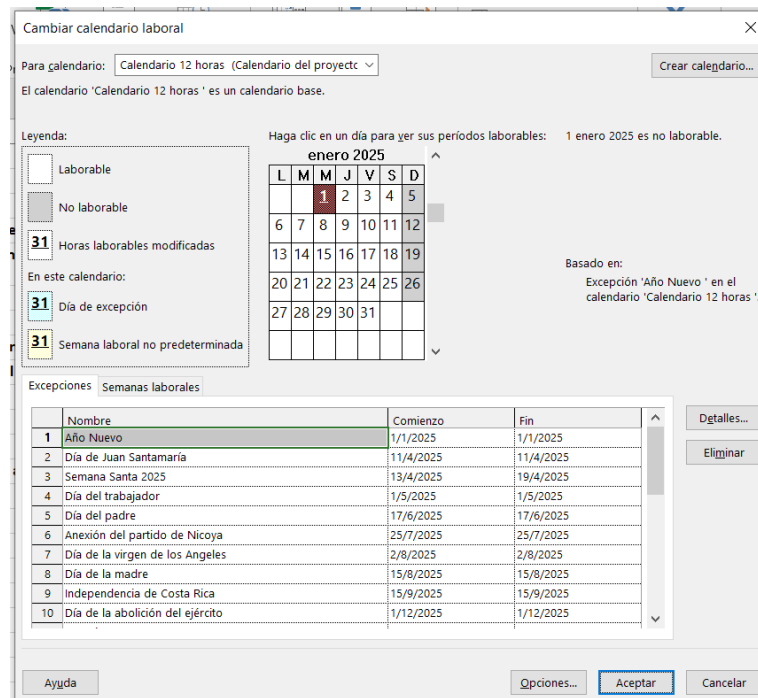 Cambiar calendario laboral
Para calendario: Calendario 12 horas (Calendario del proyecto
Crear calendario...
El calendario 'Calendario 12 horas ' es un calendario base.
Leyenda:
Laborable
No laborable
31 Horas laborables modificadas
En este calendario:
31 Día de excepción
31 Semana laboral no predeterminada
Haga clic en un día para ver sus períodos laborables:
enero 2025
L M M J V S D
1 2 3 4 5
6 7 8 9 10 11 12
13 14 15 16 17 18 19
20 21 22 23 24 25 26
27 28 29 30 31
1 enero 2025 es no laborable.
Basado en:
Excepción 'Año Nuevo ' en el
calendario 'Calendario 12 horas '.
Excepciones Semanas laborales
Nombre Comienzo Fin
1 Año Nuevo 1/1/2025 1/1/2025
2 Día de Juan Santamaría 11/4/2025 11/4/2025
3 Semana Santa 2025 13/4/2025 19/4/2025
4 Día del trabajador 1/5/2025 1/5/2025
5 Día del padre 17/6/2025 17/6/2025
6 Anexión del partido de Nicoya 25/7/2025 25/7/2025
7 Día de la virgen de los Angeles 2/8/2025 2/8/2025
8 Día de la madre 15/8/2025 15/8/2025
9 Independencia de Costa Rica 15/9/2025 15/9/2025
10 Día de la abolición del ejército 1/12/2025 1/12/2025
Detalles...
Eliminar
Ayuda
Opciones...
Aceptar
Cancelar